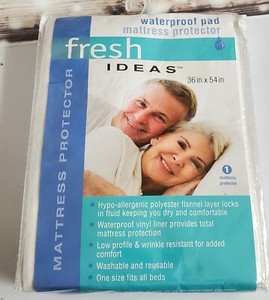 waterproof pad
mattress protector
fresh
IDEAS™
36 in x 54 in
MATTRESS PROTECTOR
1
mattress
protector
• Hypo-allergenic polyester flannel layer locks
in fluid keeping you dry and comfortable
• Waterproof vinyl liner provides total
mattress protection
• Low profile & wrinkle resistant for added
comfort
• Washable and reusable
• One size fits all beds